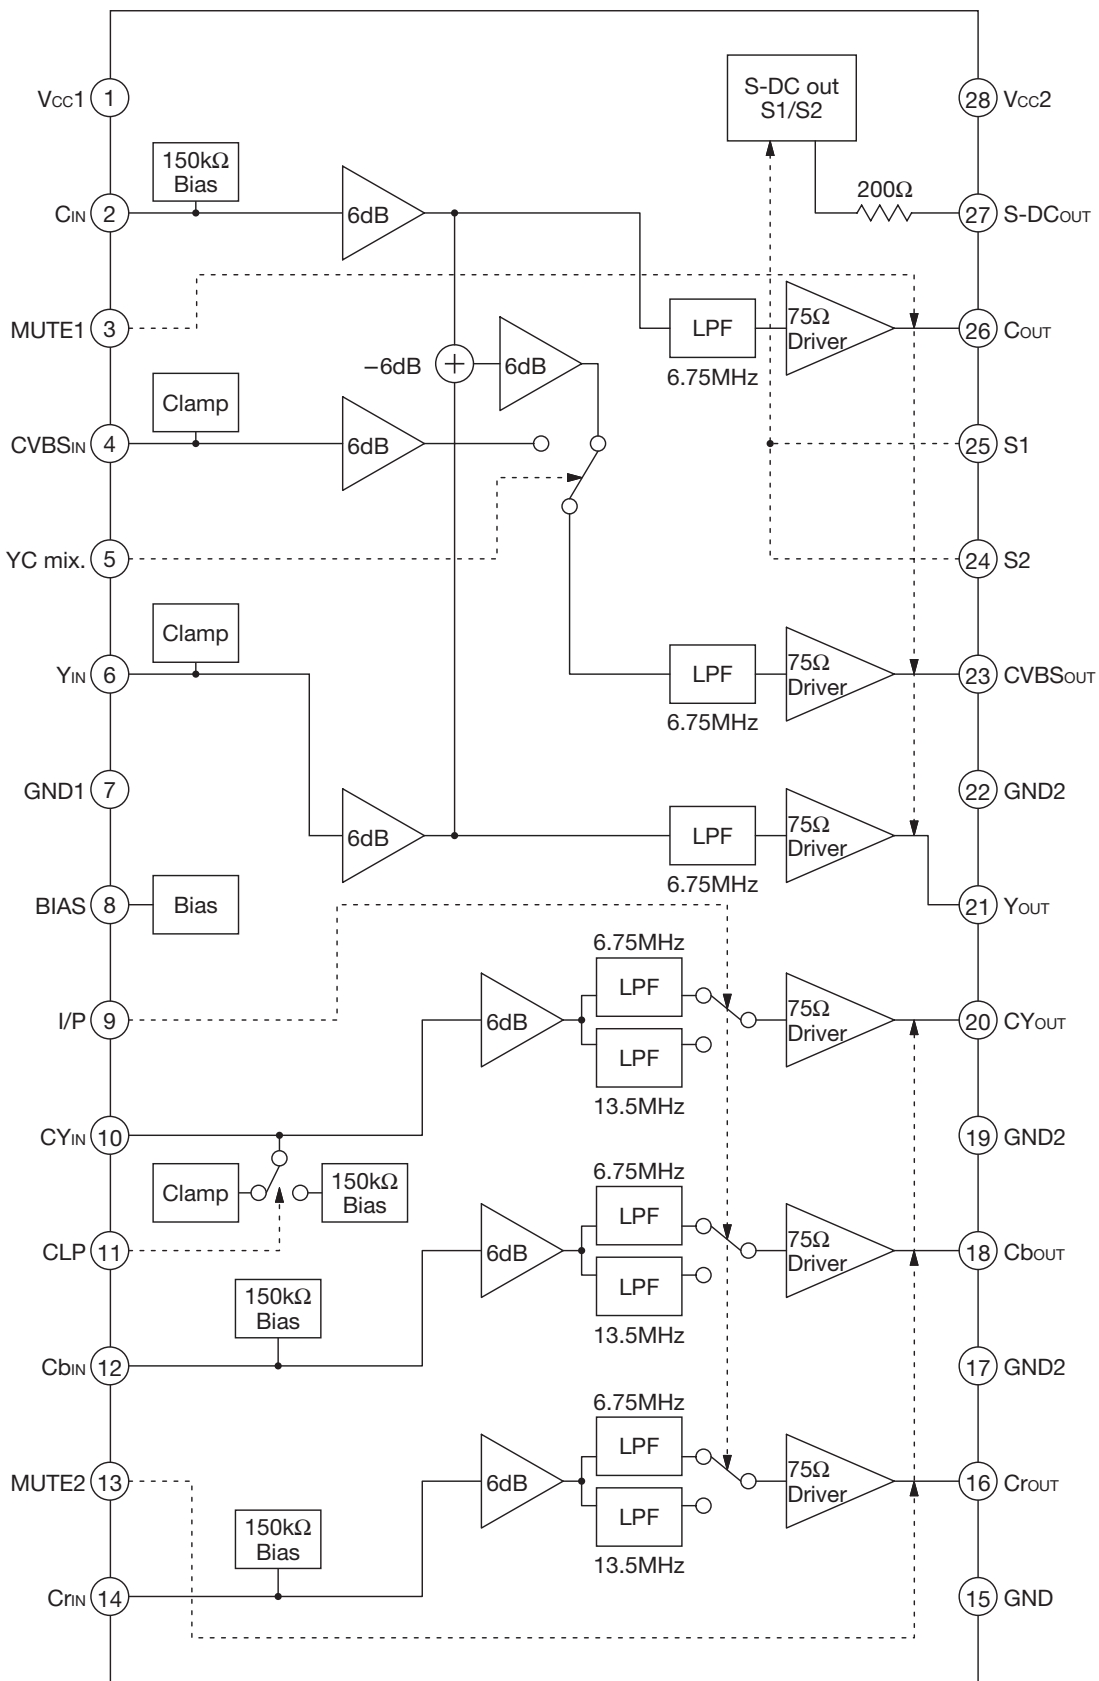 VCC1 1
S-DC out
S1/S2
28 VCC2
150kΩ
Bias
CIN 2
6dB
200Ω
27 S-DCOUT
MUTE1 3
LPF
6.75MHz
75Ω
Driver
26 COUT
−6dB
+
6dB
Clamp
CVBSIN 4
6dB
25 S1
YC mix. 5
24 S2
Clamp
YIN 6
LPF
6.75MHz
75Ω
Driver
23 CVBSOUT
GND1 7
22 GND2
6dB
LPF
6.75MHz
75Ω
Driver
BIAS 8
Bias
21 YOUT
I/P 9
6dB
6.75MHz
LPF
LPF
13.5MHz
75Ω
Driver
20 CYOUT
CYIN 10
19 GND2
Clamp
150kΩ
Bias
CLP 11
6dB
6.75MHz
LPF
LPF
13.5MHz
75Ω
Driver
18 CbOUT
150kΩ
Bias
CbIN 12
17 GND2
MUTE2 13
6dB
6.75MHz
LPF
LPF
13.5MHz
75Ω
Driver
16 CrOUT
150kΩ
Bias
CrIN 14
15 GND